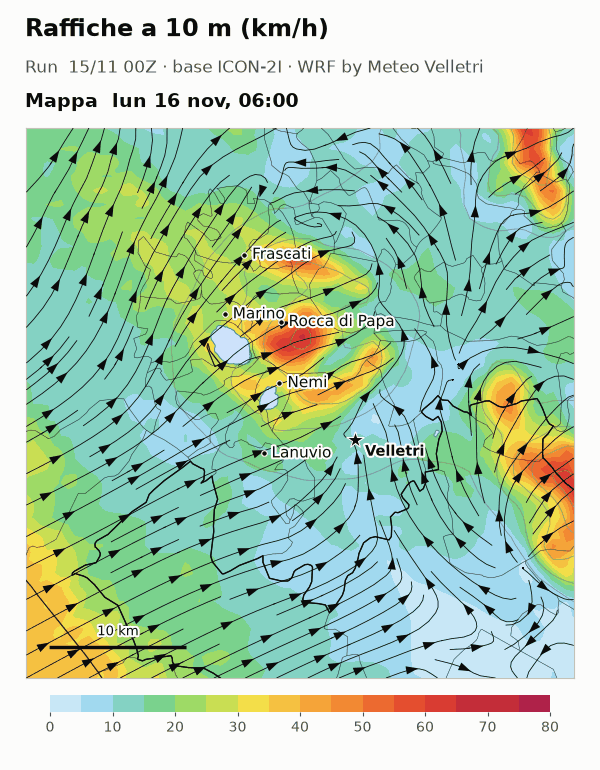 Raffiche a 10 m (km/h)
Run  15/11 00Z · base ICON-2I · WRF by Meteo Velletri
Mappa  lun 16 nov, 06:00
Frascati
Marino
Rocca di Papa
Nemi
Velletri
Lanuvio
10 km
0 10 20 30 40 50 60 70 80